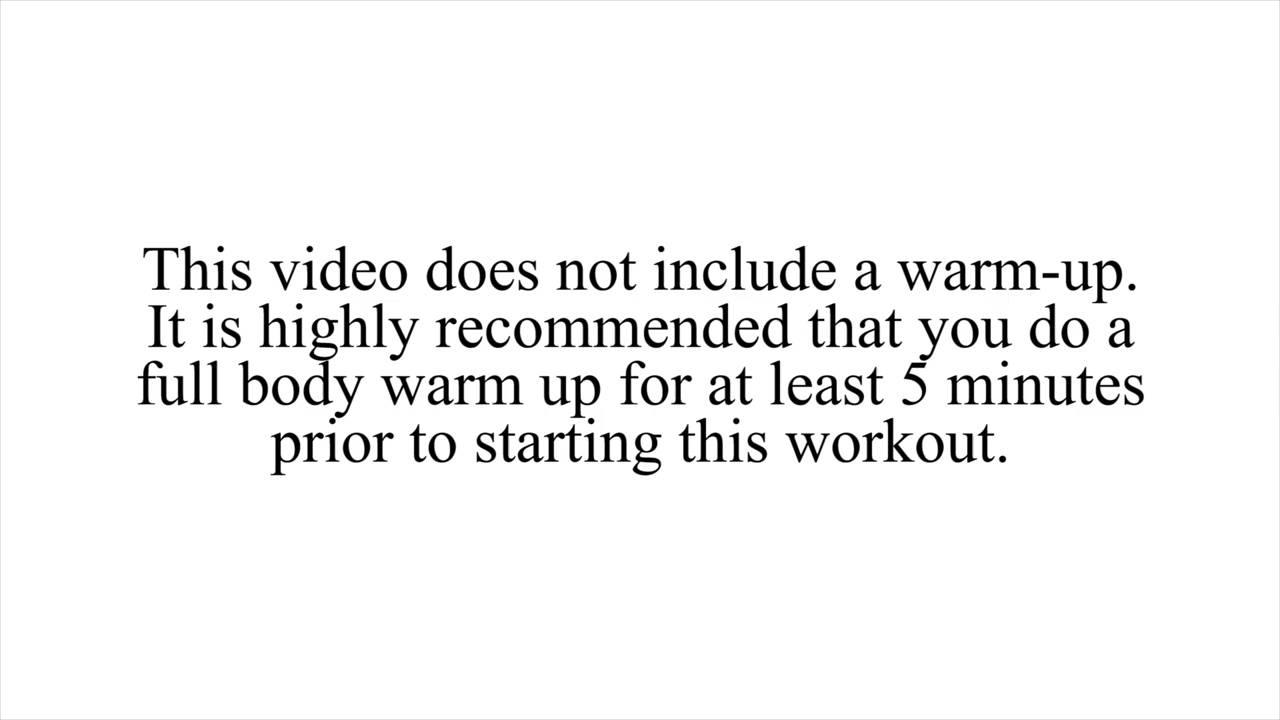 This video does not include a warm-up.
It is highly recommended that you do a
full body warm up for at least 5 minutes
prior to starting this workout.